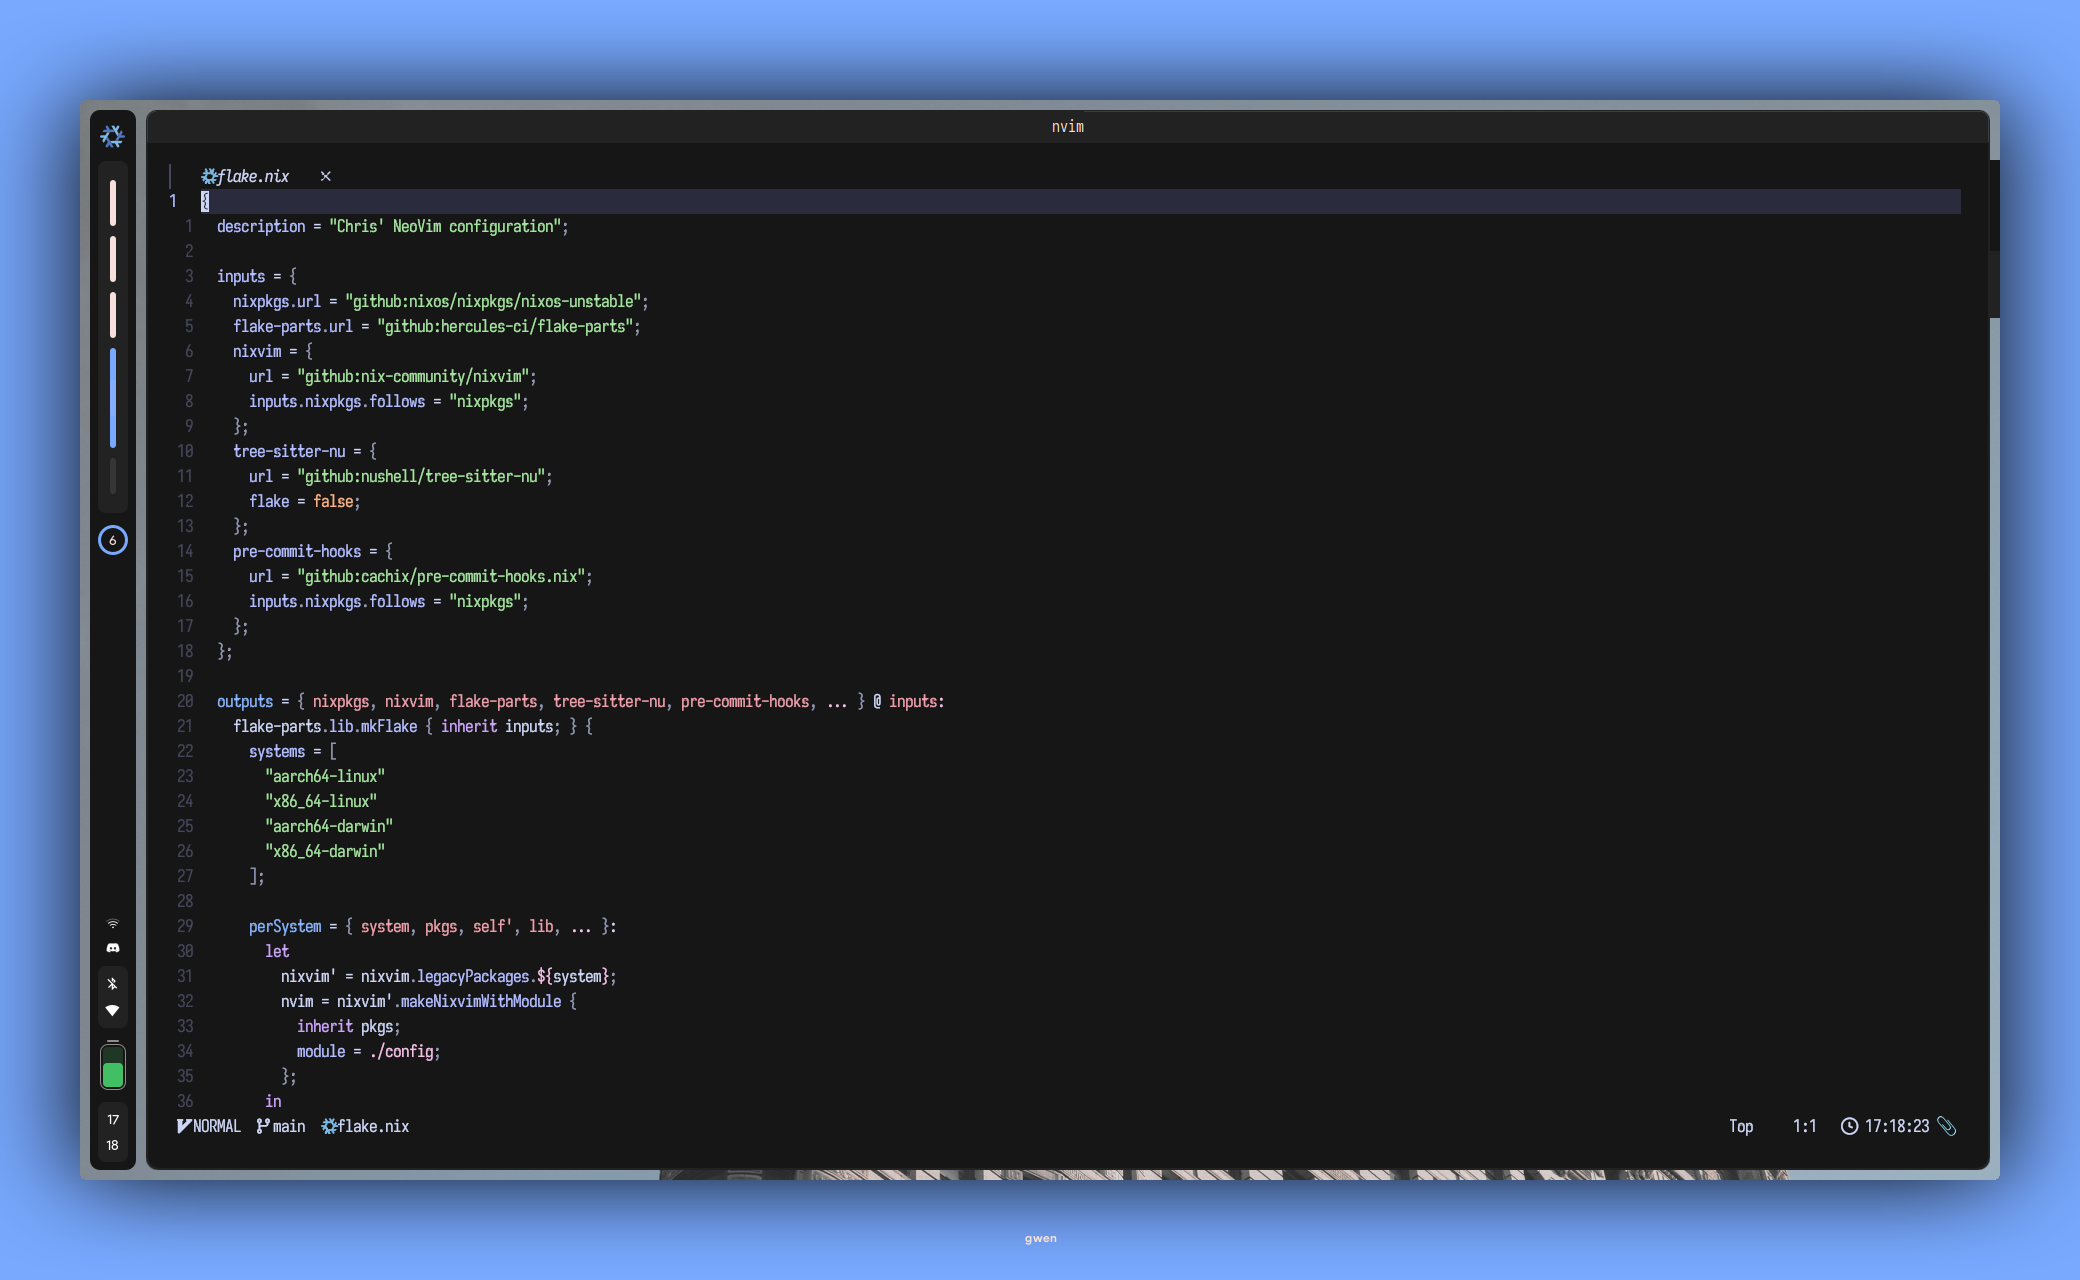 nvim
flake.nix ×
1 {
1 description = "Chris' NeoVim configuration";
2
3 inputs = {
4 nixpkgs.url = "github:nixos/nixpkgs/nixos-unstable";
5 flake-parts.url = "github:hercules-ci/flake-parts";
6 nixvim = {
7 url = "github:nix-community/nixvim";
8 inputs.nixpkgs.follows = "nixpkgs";
9 };
10 tree-sitter-nu = {
11 url = "github:nushell/tree-sitter-nu";
12 flake = false;
13 };
14 pre-commit-hooks = {
15 url = "github:cachix/pre-commit-hooks.nix";
16 inputs.nixpkgs.follows = "nixpkgs";
17 };
18 };
19
20 outputs = { nixpkgs, nixvim, flake-parts, tree-sitter-nu, pre-commit-hooks, ... } @ inputs:
21 flake-parts.lib.mkFlake { inherit inputs; } {
22 systems = [
23 "aarch64-linux"
24 "x86_64-linux"
25 "aarch64-darwin"
26 "x86_64-darwin"
27 ];
28
29 perSystem = { system, pkgs, self', lib, ... }:
30 let
31 nixvim' = nixvim.legacyPackages.${system};
32 nvim = nixvim'.makeNixvimWithModule {
33 inherit pkgs;
34 module = ./config;
35 };
36 in
NORMAL main flake.nix Top 1:1 17:18:23
6
17
18
gwen